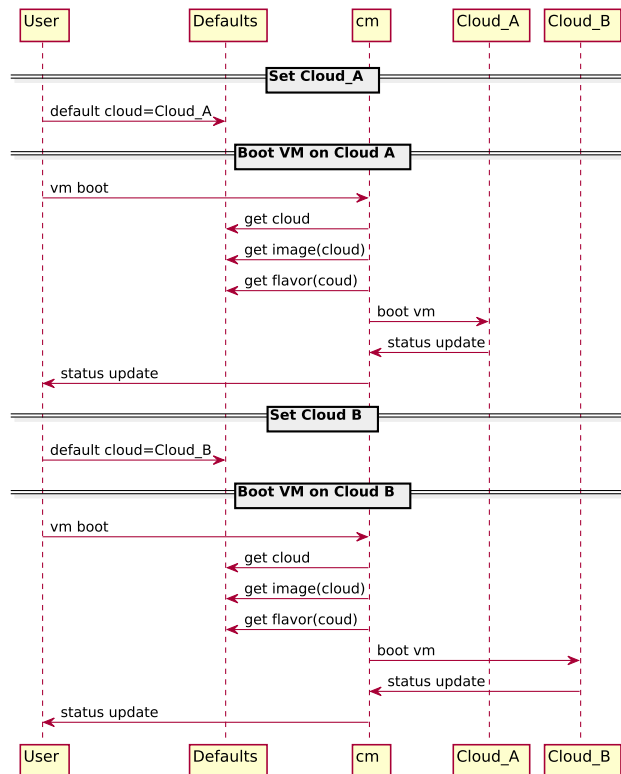 User Defaults cm Cloud_A Cloud_B
Set Cloud_A
default cloud=Cloud_A
Boot VM on Cloud A
vm boot
get cloud
get image(cloud)
get flavor(coud)
boot vm
status update
status update
Set Cloud B
default cloud=Cloud_B
Boot VM on Cloud B
vm boot
get cloud
get image(cloud)
get flavor(coud)
boot vm
status update
status update
User Defaults cm Cloud_A Cloud_B